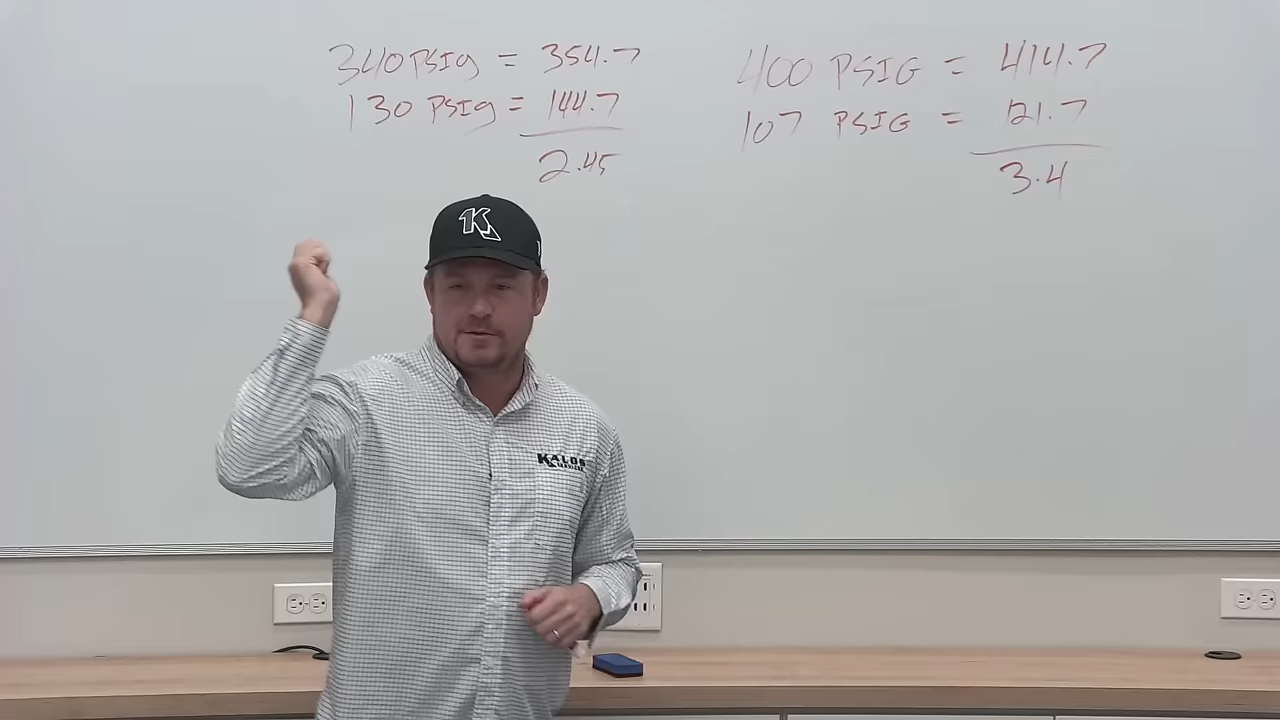 340 PSIG = 354.7
130 PSIG = 144.7
2.45
400 PSIG = 414.7
107 PSIG = 121.7
3.4
K
KALOS
SERVICES